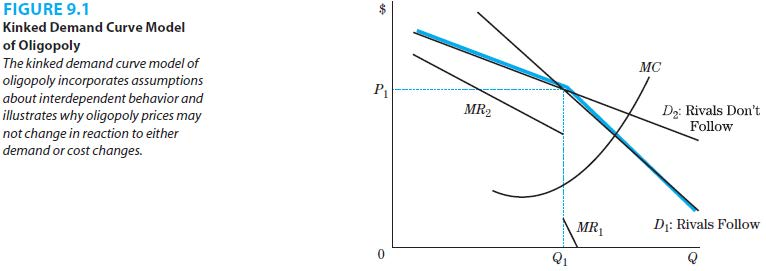 FIGURE 9.1
Kinked Demand Curve Model
of Oligopoly
The kinked demand curve model of
oligopoly incorporates assumptions
about interdependent behavior and
illustrates why oligopoly prices may
not change in reaction to either
demand or cost changes.
$
MC
P1
MR2
D2: Rivals Don't
Follow
MR1
D1: Rivals Follow
0
Q1
Q